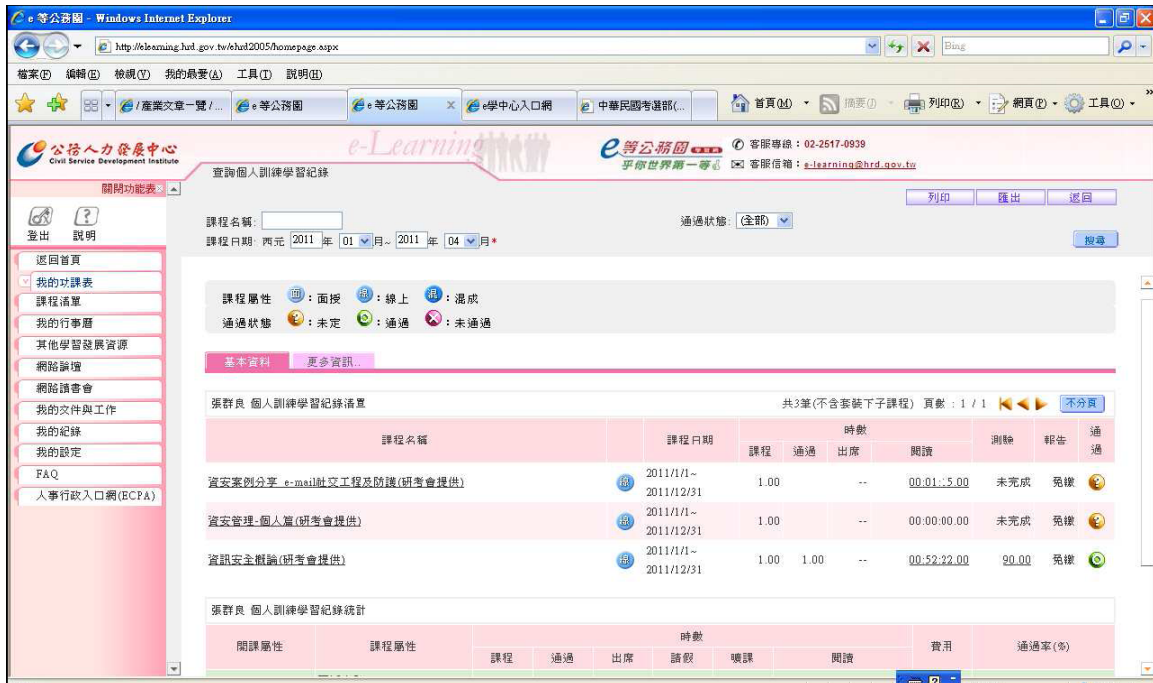 e 等公務園 - Windows Internet Explorer
http://elearning.hrd.gov.tw/ehrd2005/homepage.aspx
Bing
檔案(F) 編輯(E) 檢視(V) 我的最愛(A) 工具(T) 說明(H)
/ 產業文章一覽 / ... e 等公務園 e 等公務園 e學中心入口網 中華民國考選部(... 首頁(M) 摘要(J) 列印(R) 網頁(P) 工具(O)
公務人力發展中心
Civil Service Development Institute
e-Learning
e等公務園
乎你世界第一等
客服專線：02-2517-0939
客服信箱：e-learning@hrd.gov.tw
關閉功能表
登出 說明
返回首頁
我的功課表
課程清單
我的行事曆
其他學習發展資源
網路論壇
網路讀書會
我的文件與工作
我的紀錄
我的設定
FAQ
人事行政入口網(ECPA)
查詢個人訓練學習紀錄
列印 匯出 返回
課程名稱: 通過狀態: (全部)
課程日期: 西元 2011 年 01 月~ 2011 年 04 月*
搜尋
課程屬性 面：面授 線：線上 混：混成
通過狀態 ：未定 ：通過 ：未通過
基本資料 更多資訊..
張群良 個人訓練學習紀錄清單 共3筆(不含套裝下子課程) 頁數：1 / 1 不分頁
課程名稱 課程日期 時數 測驗 報告 通過
課程 通過 出席 閱讀
資安案例分享_e-mail社交工程及防護(研考會提供) 線 2011/1/1~2011/12/31 1.00 -- 00:01:.5.00 未完成 免繳
資安管理-個人篇(研考會提供) 線 2011/1/1~2011/12/31 1.00 -- 00:00:00.00 未完成 免繳
資訊安全概論(研考會提供) 線 2011/1/1~2011/12/31 1.00 1.00 -- 00:52:22.00 90.00 免繳
張群良 個人訓練學習紀錄統計
開課屬性 課程屬性 時數 費用 通過率(%)
課程 通過 出席 請假 曠課 閱讀